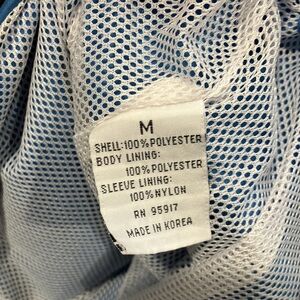 M
SHELL:100%POLYESTER
BODY LINING:
100%POLYESTER
SLEEVE LINING:
100%NYLON
RN 95917
MADE IN KOREA